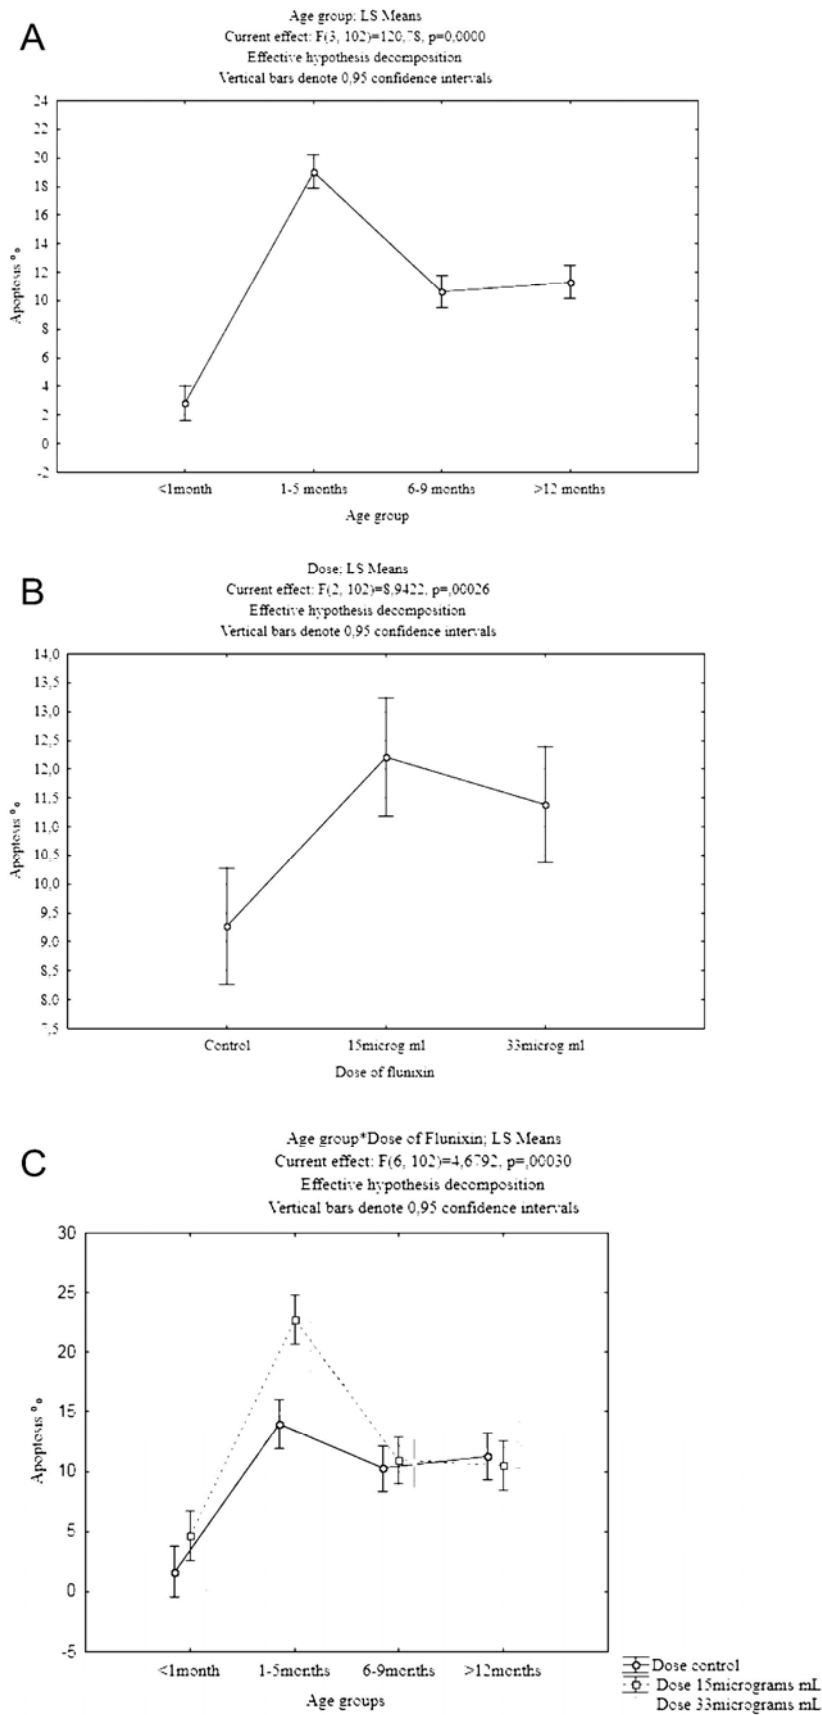 A
Age group; LS Means
Current effect: F(3, 102)=120,78, p=0,0000
Effective hypothesis decomposition
Vertical bars denote 0,95 confidence intervals
24
22
20
18
16
14
12
10
8
6
4
2
0
-2
Apoptosis %
<1month 1-5 months 6-9 months >12 months
Age group
B
Dose; LS Means
Current effect: F(2, 102)=8,9422, p=,00026
Effective hypothesis decomposition
Vertical bars denote 0,95 confidence intervals
14,0
13,5
13,0
12,5
12,0
11,5
11,0
10,5
10,0
9,5
9,0
8,5
8,0
7,5
Apoptosis %
Control 15microg ml 33microg ml
Dose of flunixin
C
Age group*Dose of Flunixin; LS Means
Current effect: F(6, 102)=4,6792, p=,00030
Effective hypothesis decomposition
Vertical bars denote 0,95 confidence intervals
30
25
20
15
10
5
0
-5
Apoptosis %
<1month 1-5months 6-9months >12months
Age groups
Dose control
Dose 15micrograms mL
Dose 33micrograms mL